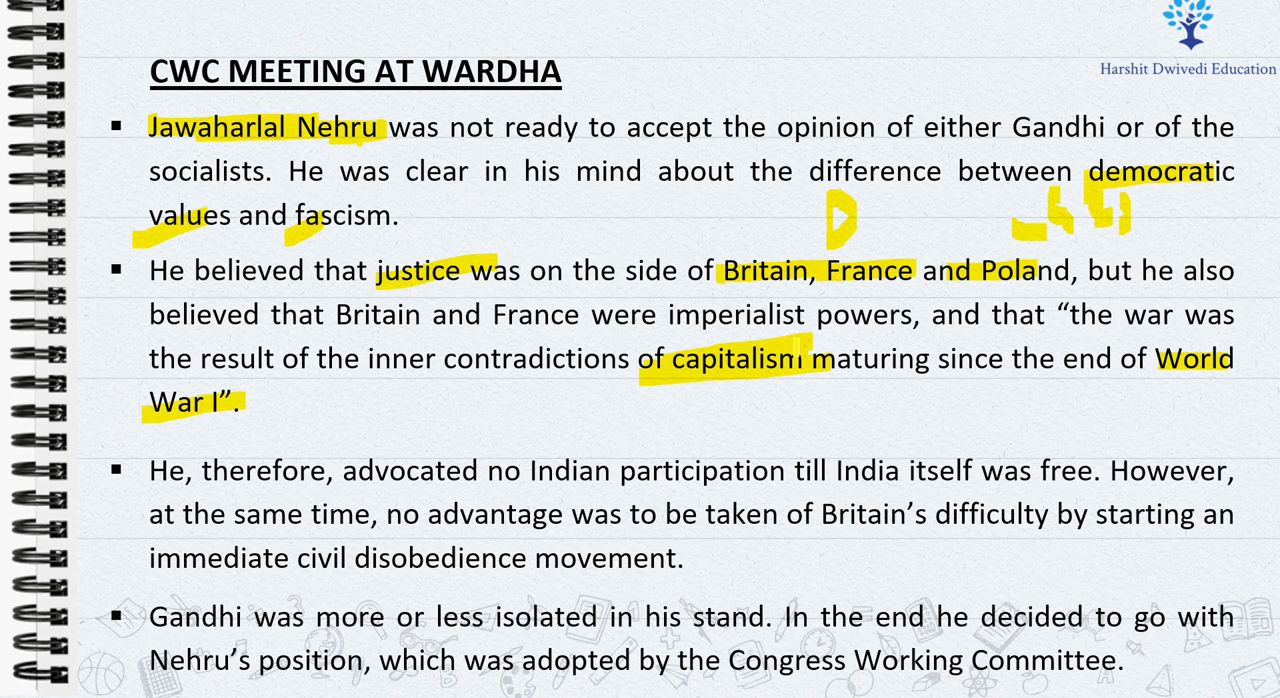 Harshit Dwivedi Education
CWC MEETING AT WARDHA
▪ Jawaharlal Nehru was not ready to accept the opinion of either Gandhi or of the
socialists. He was clear in his mind about the difference between democratic
values and fascism.
▪ He believed that justice was on the side of Britain, France and Poland, but he also
believed that Britain and France were imperialist powers, and that “the war was
the result of the inner contradictions of capitalism maturing since the end of World
War I”.
▪ He, therefore, advocated no Indian participation till India itself was free. However,
at the same time, no advantage was to be taken of Britain’s difficulty by starting an
immediate civil disobedience movement.
▪ Gandhi was more or less isolated in his stand. In the end he decided to go with
Nehru’s position, which was adopted by the Congress Working Committee.